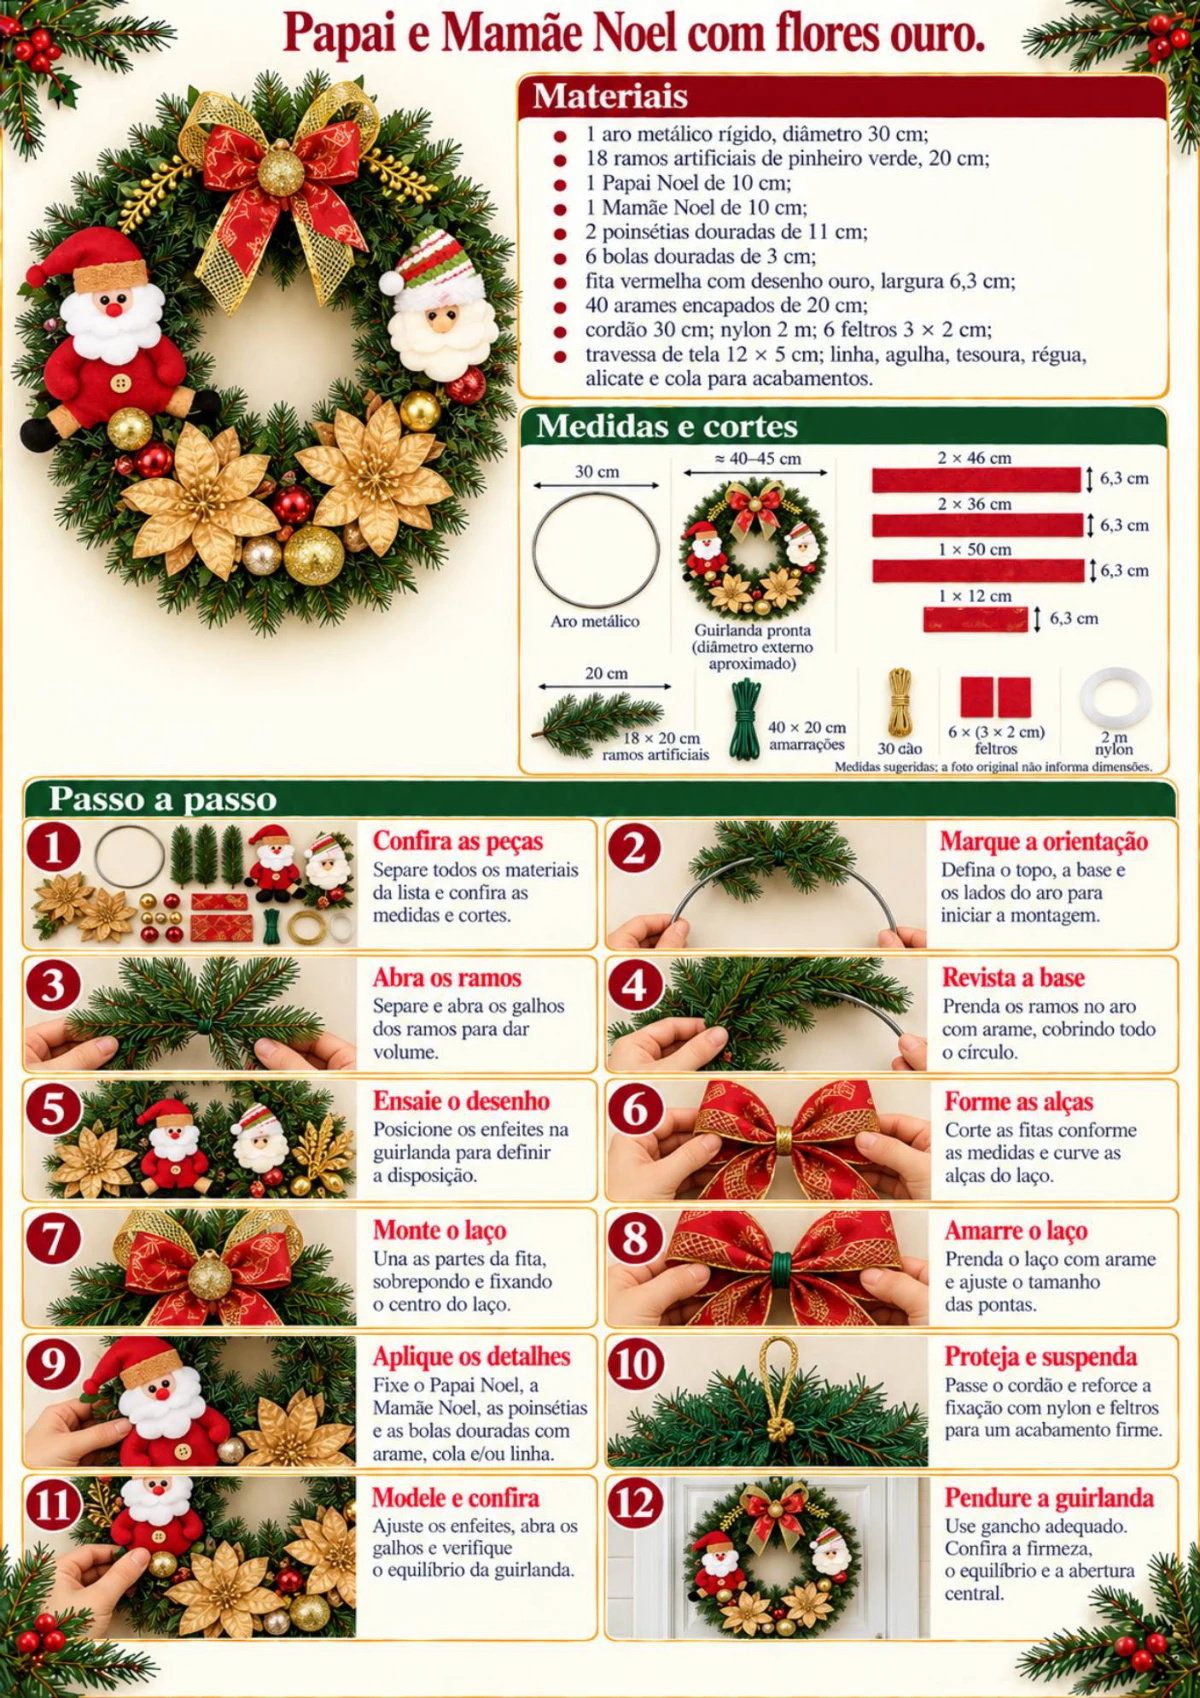 Papai e Mamãe Noel com flores ouro.
Materiais
1 aro metálico rígido, diâmetro 30 cm;
18 ramos artificiais de pinheiro verde, 20 cm;
1 Papai Noel de 10 cm;
1 Mamãe Noel de 10 cm;
2 poinsétias douradas de 11 cm;
6 bolas douradas de 3 cm;
fita vermelha com desenho ouro, largura 6,3 cm;
40 arames encapados de 20 cm;
cordão 30 cm; nylon 2 m; 6 feltros 3 × 2 cm;
travessa de tela 12 × 5 cm; linha, agulha, tesoura, régua,
alicate e cola para acabamentos.
Medidas e cortes
30 cm
Aro metálico
≈ 40–45 cm
Guirlanda pronta
(diâmetro externo
aproximado)
2 × 46 cm
6,3 cm
2 × 36 cm
6,3 cm
1 × 50 cm
6,3 cm
1 × 12 cm
6,3 cm
20 cm
18 × 20 cm
ramos artificiais
40 × 20 cm
amarrações
30 dão
6 × (3 × 2 cm)
feltros
2 m
nylon
Medidas sugeridas; a foto original não informa dimensões.
Passo a passo
1
Confira as peças
Separe todos os materiais
da lista e confira as
medidas e cortes.
2
Marque a orientação
Defina o topo, a base e
os lados do aro para
iniciar a montagem.
3
Abra os ramos
Separe e abra os galhos
dos ramos para dar
volume.
4
Revista a base
Prenda os ramos no aro
com arame, cobrindo todo
o círculo.
5
Ensaie o desenho
Posicione os enfeites na
guirlanda para definir
a disposição.
6
Forme as alças
Corte as fitas conforme
as medidas e curve as
alças do laço.
7
Monte o laço
Una as partes da fita,
sobrepondo e fixando
o centro do laço.
8
Amarre o laço
Prenda o laço com arame
e ajuste o tamanho
das pontas.
9
Aplique os detalhes
Fixe o Papai Noel, a
Mamãe Noel, as poinsétias
e as bolas douradas com
arame, cola e/ou linha.
10
Proteja e suspenda
Passe o cordão e reforce a
fixação com nylon e feltros
para um acabamento firme.
11
Modele e confira
Ajuste os enfeites, abra os
galhos e verifique
o equilíbrio da guirlanda.
12
Pendure a guirlanda
Use gancho adequado.
Confira a firmeza,
o equilíbrio e a abertura
central.